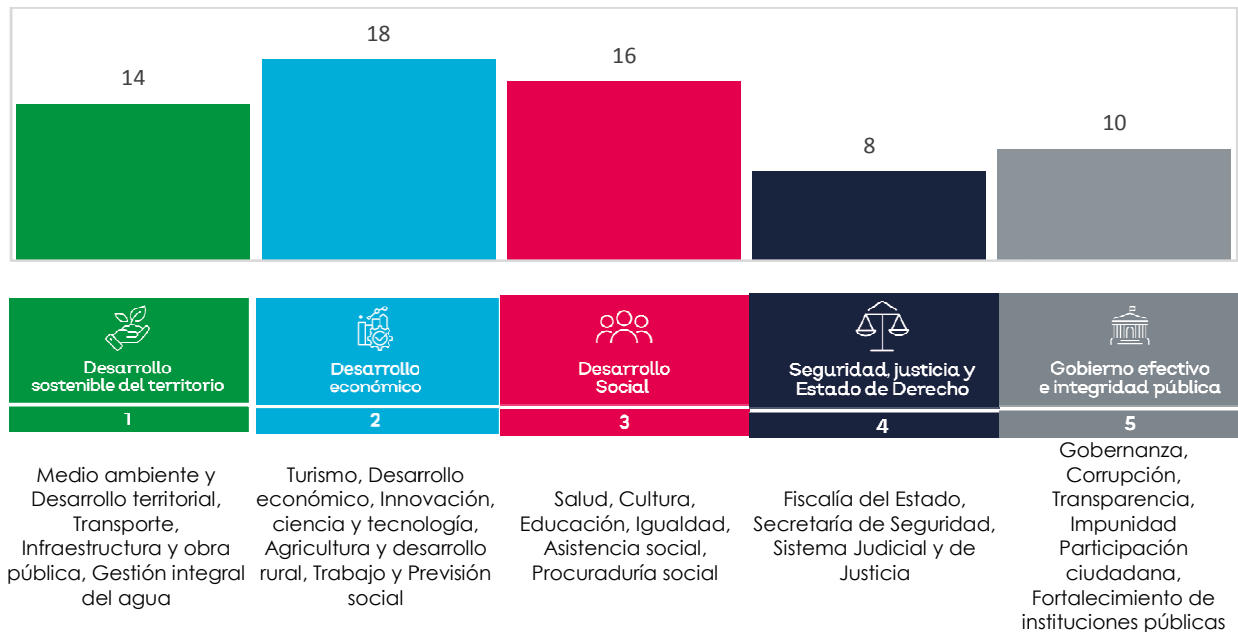 14
18
16
8
10
Desarrollo
sostenible del territorio
1
Desarrollo
económico
2
Desarrollo
Social
3
Seguridad, justicia y
Estado de Derecho
4
Gobierno efectivo
e integridad pública
5
Medio ambiente y
Desarrollo territorial,
Transporte,
Infraestructura y obra
pública, Gestión integral
del agua
Turismo, Desarrollo
económico, Innovación,
ciencia y tecnología,
Agricultura y desarrollo
rural, Trabajo y Previsión
social
Salud, Cultura,
Educación, Igualdad,
Asistencia social,
Procuraduría social
Fiscalía del Estado,
Secretaría de Seguridad,
Sistema Judicial y de
Justicia
Gobernanza,
Corrupción,
Transparencia,
Impunidad
Participación
ciudadana,
Fortalecimiento de
instituciones públicas